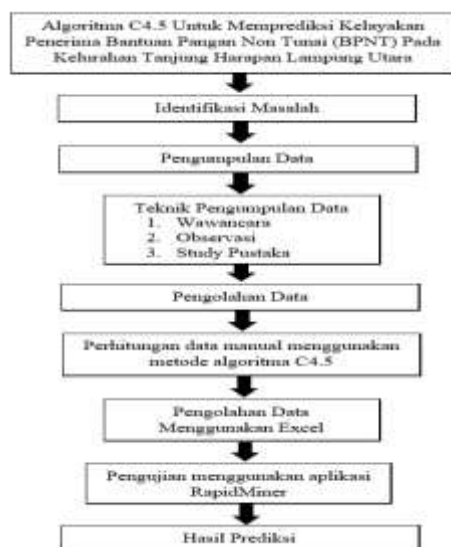 Algoritma C4.5 Untuk Memprediksi Kelayakan
Penerima Bantuan Pangan Non Tunai (BPNT) Pada
Kelurahan Tanjung Harapan Lampung Utara
Identifikasi Masalah
Pengumpulan Data
Teknik Pengumpulan Data
1. Wawancara
2. Observasi
3. Study Pustaka
Pengolahan Data
Perhitungan data manual menggunakan
metode algoritma C4.5
Pengolahan Data
Menggunakan Excel
Pengujian menggunakan aplikasi
RapidMiner
Hasil Prediksi